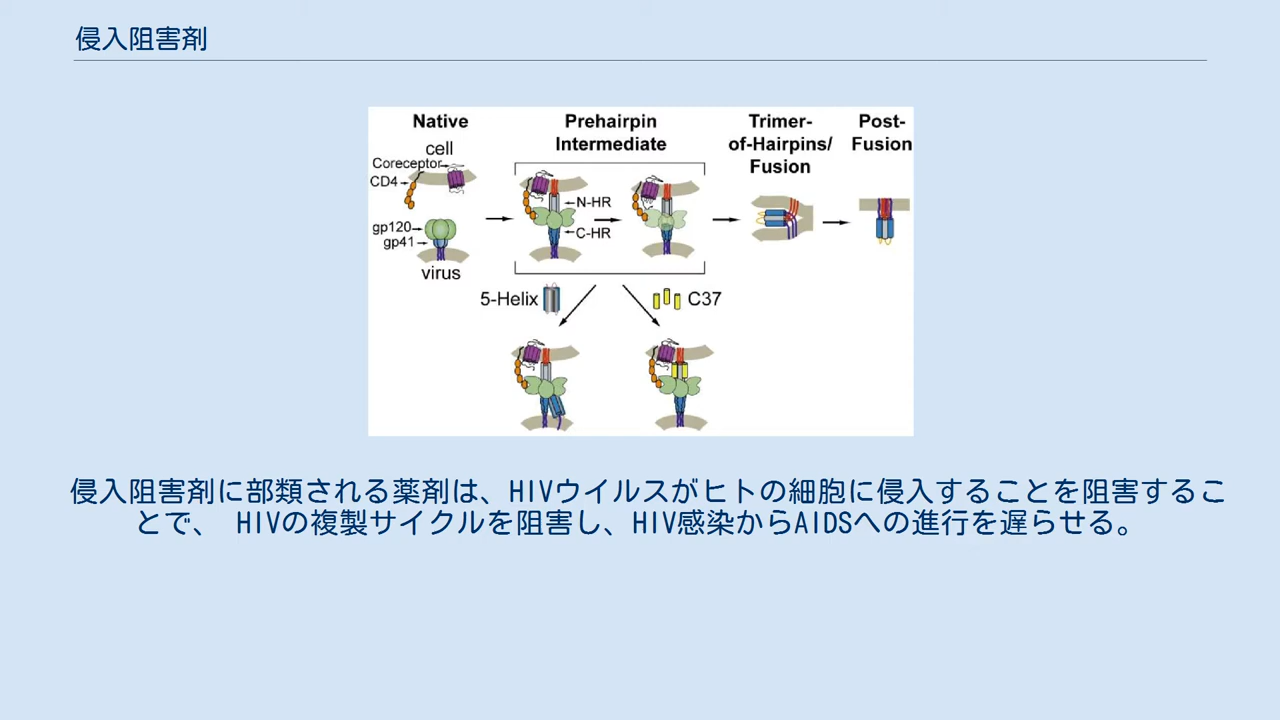 侵入阻害剤
Native
Prehairpin
Intermediate
Trimer-
of-Hairpins/
Fusion
Post-
Fusion
cell
Coreceptor
CD4
gp120
gp41
virus
N-HR
C-HR
5-Helix
C37
侵入阻害剤に部類される薬剤は、HIVウイルスがヒトの細胞に侵入することを阻害するこ
とで、 HIVの複製サイクルを阻害し、HIV感染からAIDSへの進行を遅らせる。